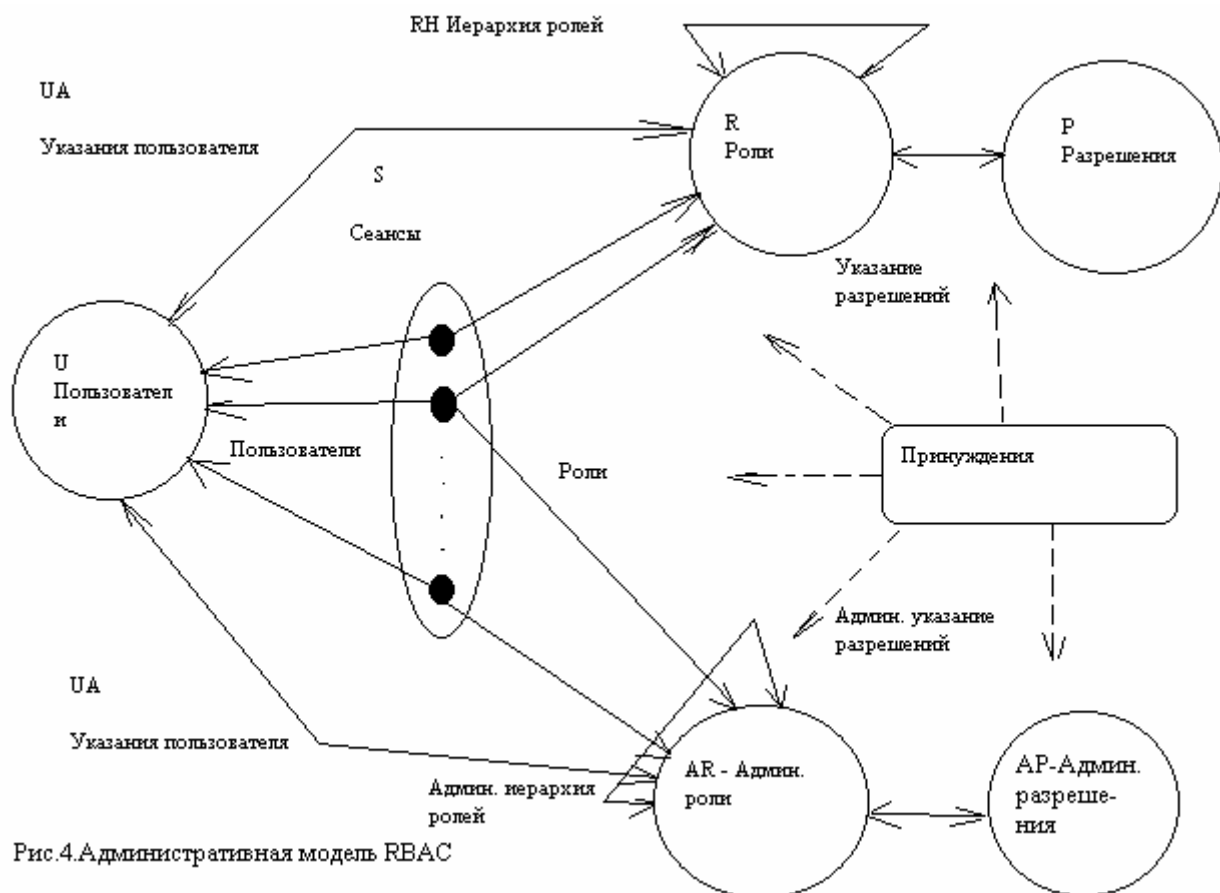 RH Иерархия ролей
UA
Указания пользователя
R
Роли
P
Разрешения
S
Сеансы
Указание
разрешений
U
Пользовател
и
Пользователи
Роли
Принуждения
Админ. указание
разрешений
UA
Указания пользователя
Админ. иерархия
ролей
AR - Админ.
роли
AP-Админ.
разреше-
ния
Рис.4.Административная модель RBAC